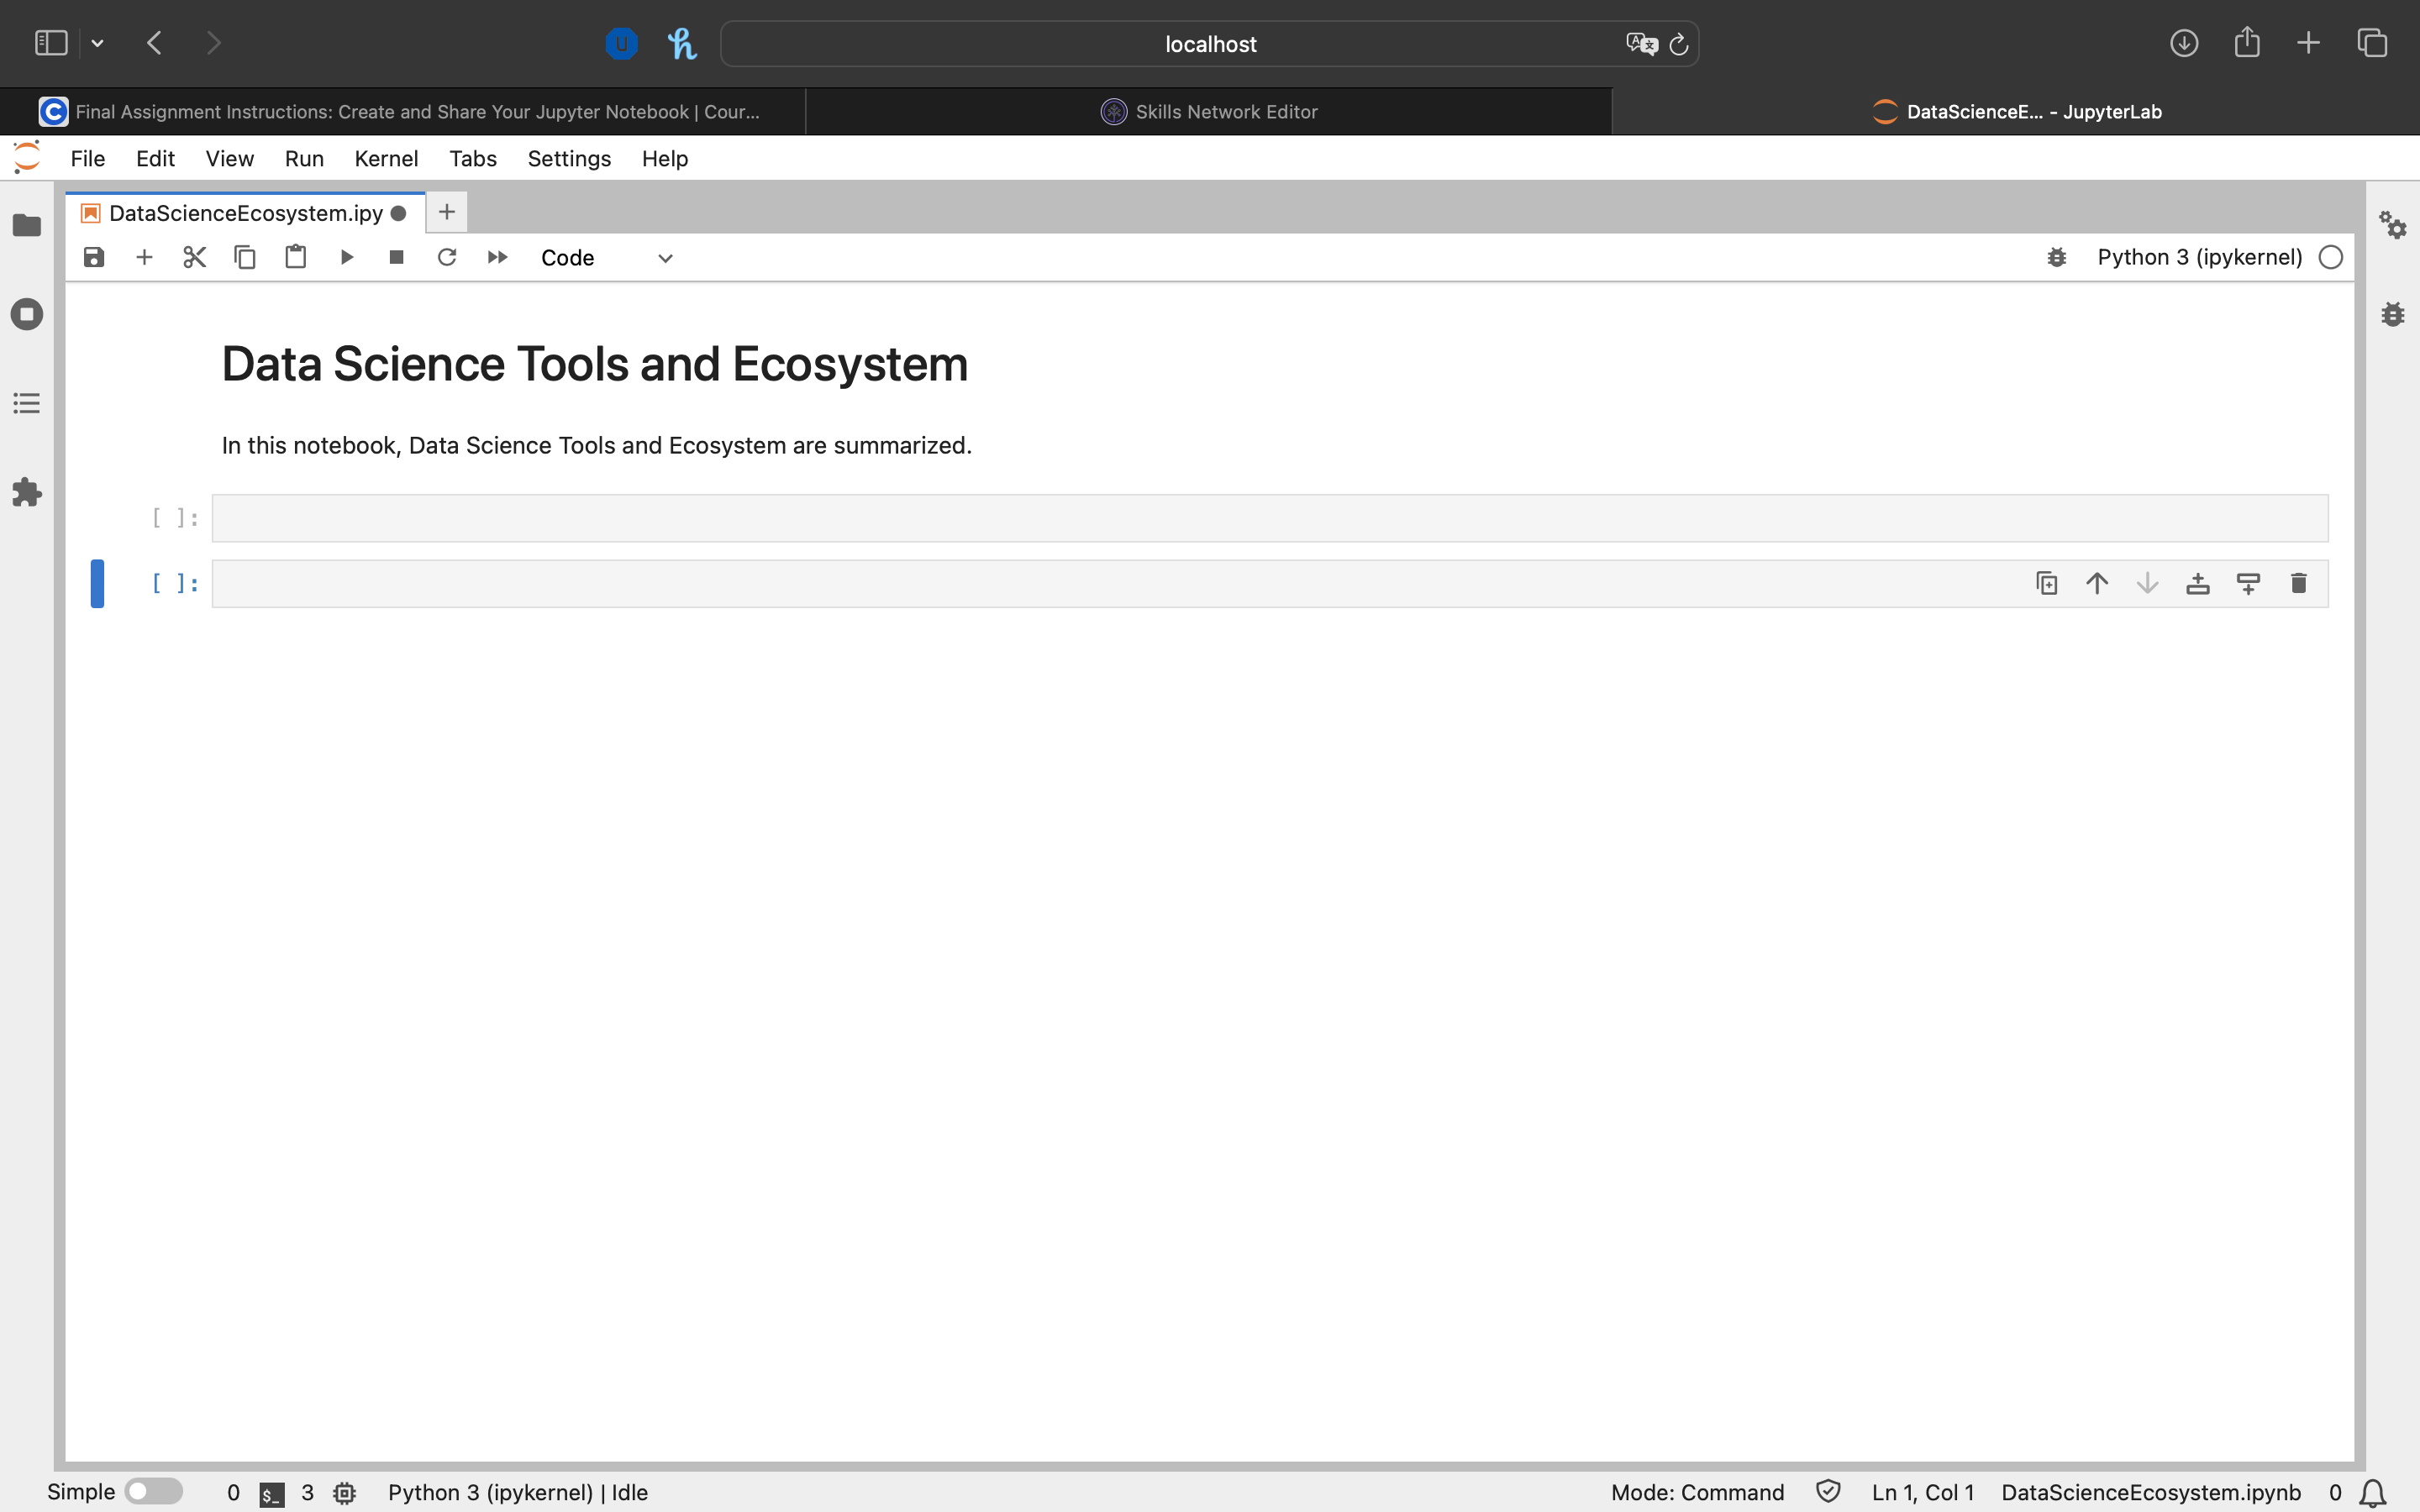 localhost
Final Assignment Instructions: Create and Share Your Jupyter Notebook | Cour...
Skills Network Editor
DataScienceE... - JupyterLab
File Edit View Run Kernel Tabs Settings Help
DataScienceEcosystem.ipy
Code
Python 3 (ipykernel)
Data Science Tools and Ecosystem
In this notebook, Data Science Tools and Ecosystem are summarized.
[ ]:
[ ]:
Simple 0 $_ 3 Python 3 (ipykernel) | Idle Mode: Command Ln 1, Col 1 DataScienceEcosystem.ipynb 0